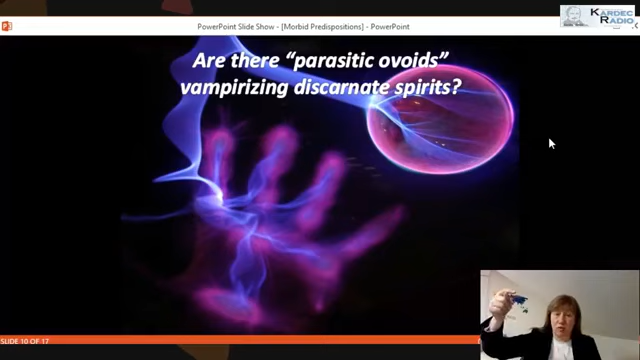 PowerPoint Slide Show - [Morbid Predispositions] - PowerPoint
KARDEC
RADIO
Are there “parasitic ovoids”
vampirizing discarnate spirits?
SLIDE 10 OF 17